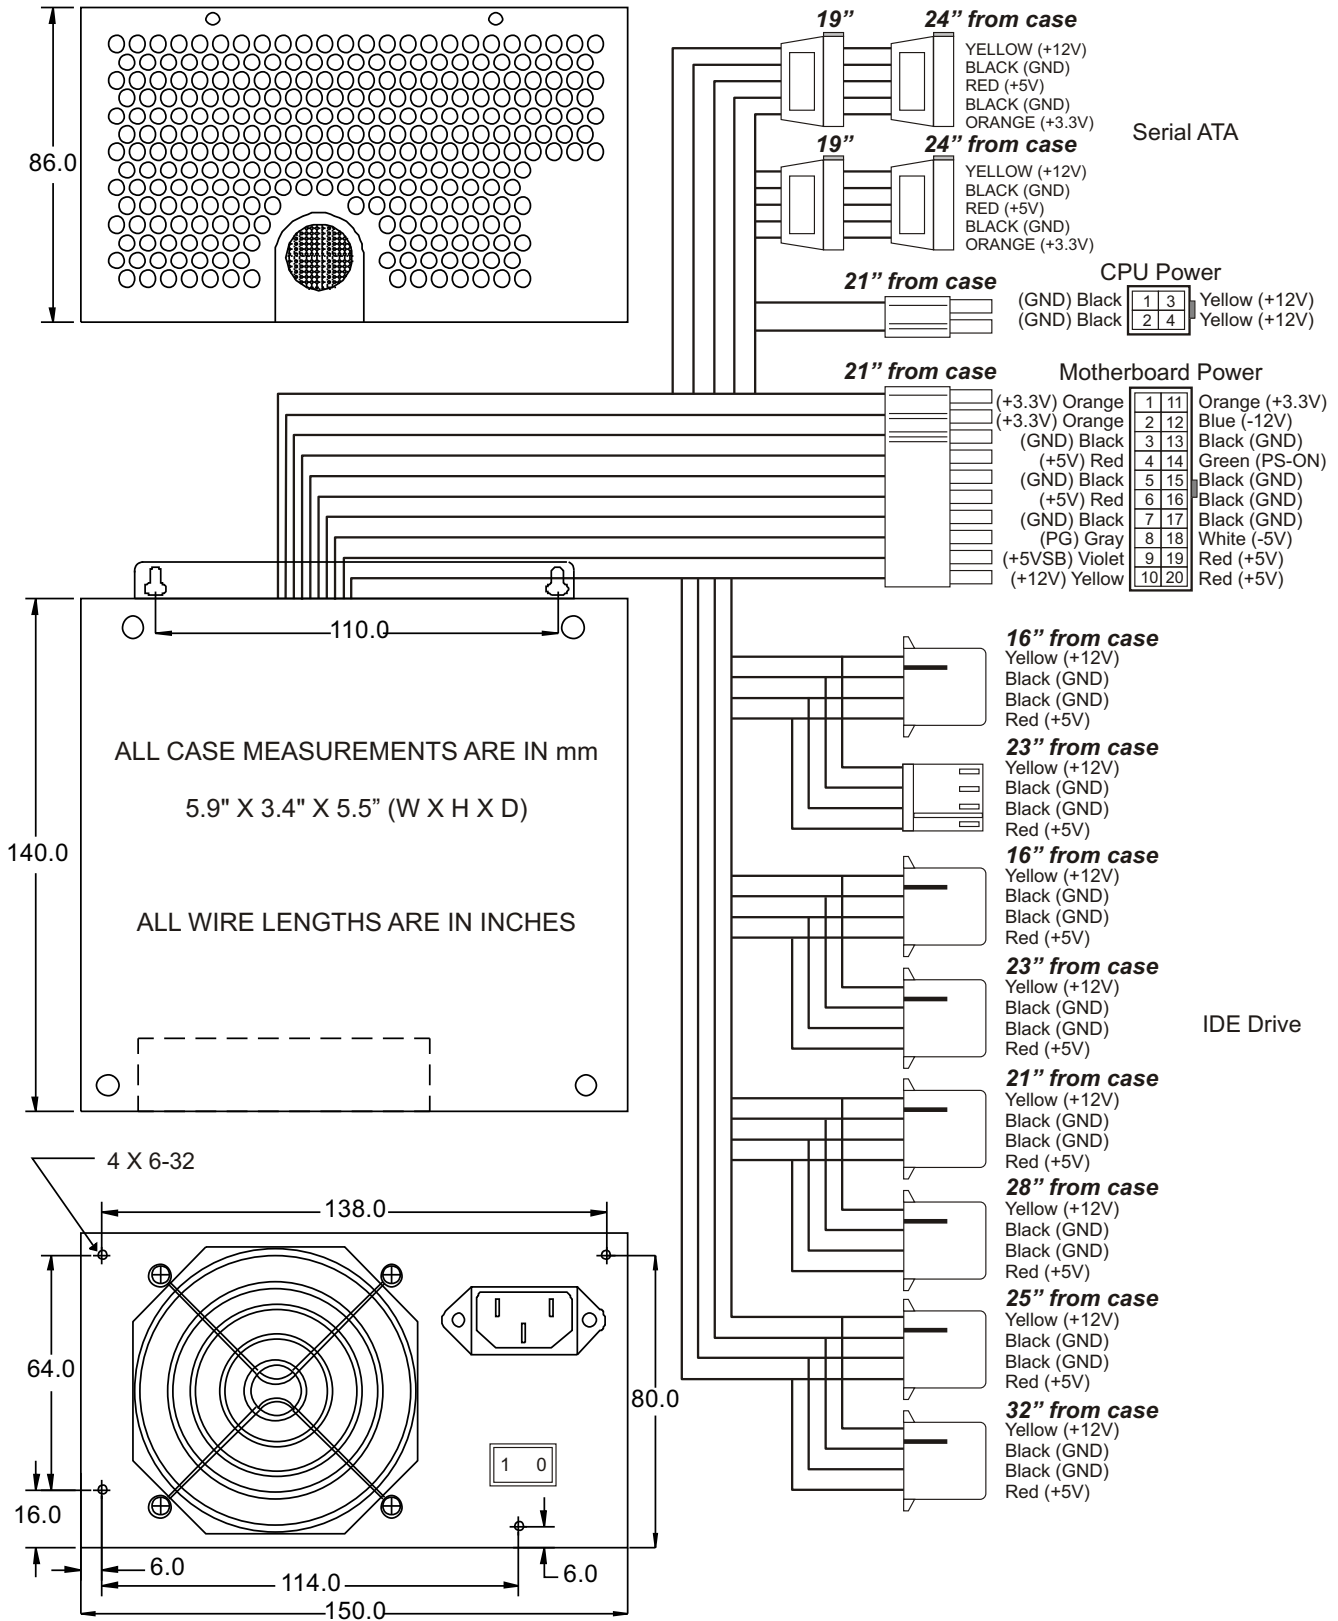 86.0
19” 24” from case
YELLOW (+12V)
BLACK (GND)
RED (+5V)
BLACK (GND)
ORANGE (+3.3V)
Serial ATA
19” 24” from case
YELLOW (+12V)
BLACK (GND)
RED (+5V)
BLACK (GND)
ORANGE (+3.3V)
CPU Power
21” from case
(GND) Black 1 3 Yellow (+12V)
(GND) Black 2 4 Yellow (+12V)
21” from case
Motherboard Power
(+3.3V) Orange 1 11 Orange (+3.3V)
(+3.3V) Orange 2 12 Blue (-12V)
(GND) Black 3 13 Black (GND)
(+5V) Red 4 14 Green (PS-ON)
(GND) Black 5 15 Black (GND)
(+5V) Red 6 16 Black (GND)
(GND) Black 7 17 Black (GND)
(PG) Gray 8 18 White (-5V)
(+5VSB) Violet 9 19 Red (+5V)
(+12V) Yellow 10 20 Red (+5V)
110.0
ALL CASE MEASUREMENTS ARE IN mm
5.9" X 3.4" X 5.5” (W X H X D)
140.0
ALL WIRE LENGTHS ARE IN INCHES
16” from case
Yellow (+12V)
Black (GND)
Black (GND)
Red (+5V)
23” from case
Yellow (+12V)
Black (GND)
Black (GND)
Red (+5V)
16” from case
Yellow (+12V)
Black (GND)
Black (GND)
Red (+5V)
23” from case
Yellow (+12V)
Black (GND)
Black (GND)
Red (+5V)
IDE Drive
21” from case
Yellow (+12V)
Black (GND)
Black (GND)
Red (+5V)
28” from case
Yellow (+12V)
Black (GND)
Black (GND)
Red (+5V)
25” from case
Yellow (+12V)
Black (GND)
Black (GND)
Red (+5V)
32” from case
Yellow (+12V)
Black (GND)
Black (GND)
Red (+5V)
4 X 6-32
138.0
64.0
80.0
1 0
16.0
6.0
6.0
114.0
150.0